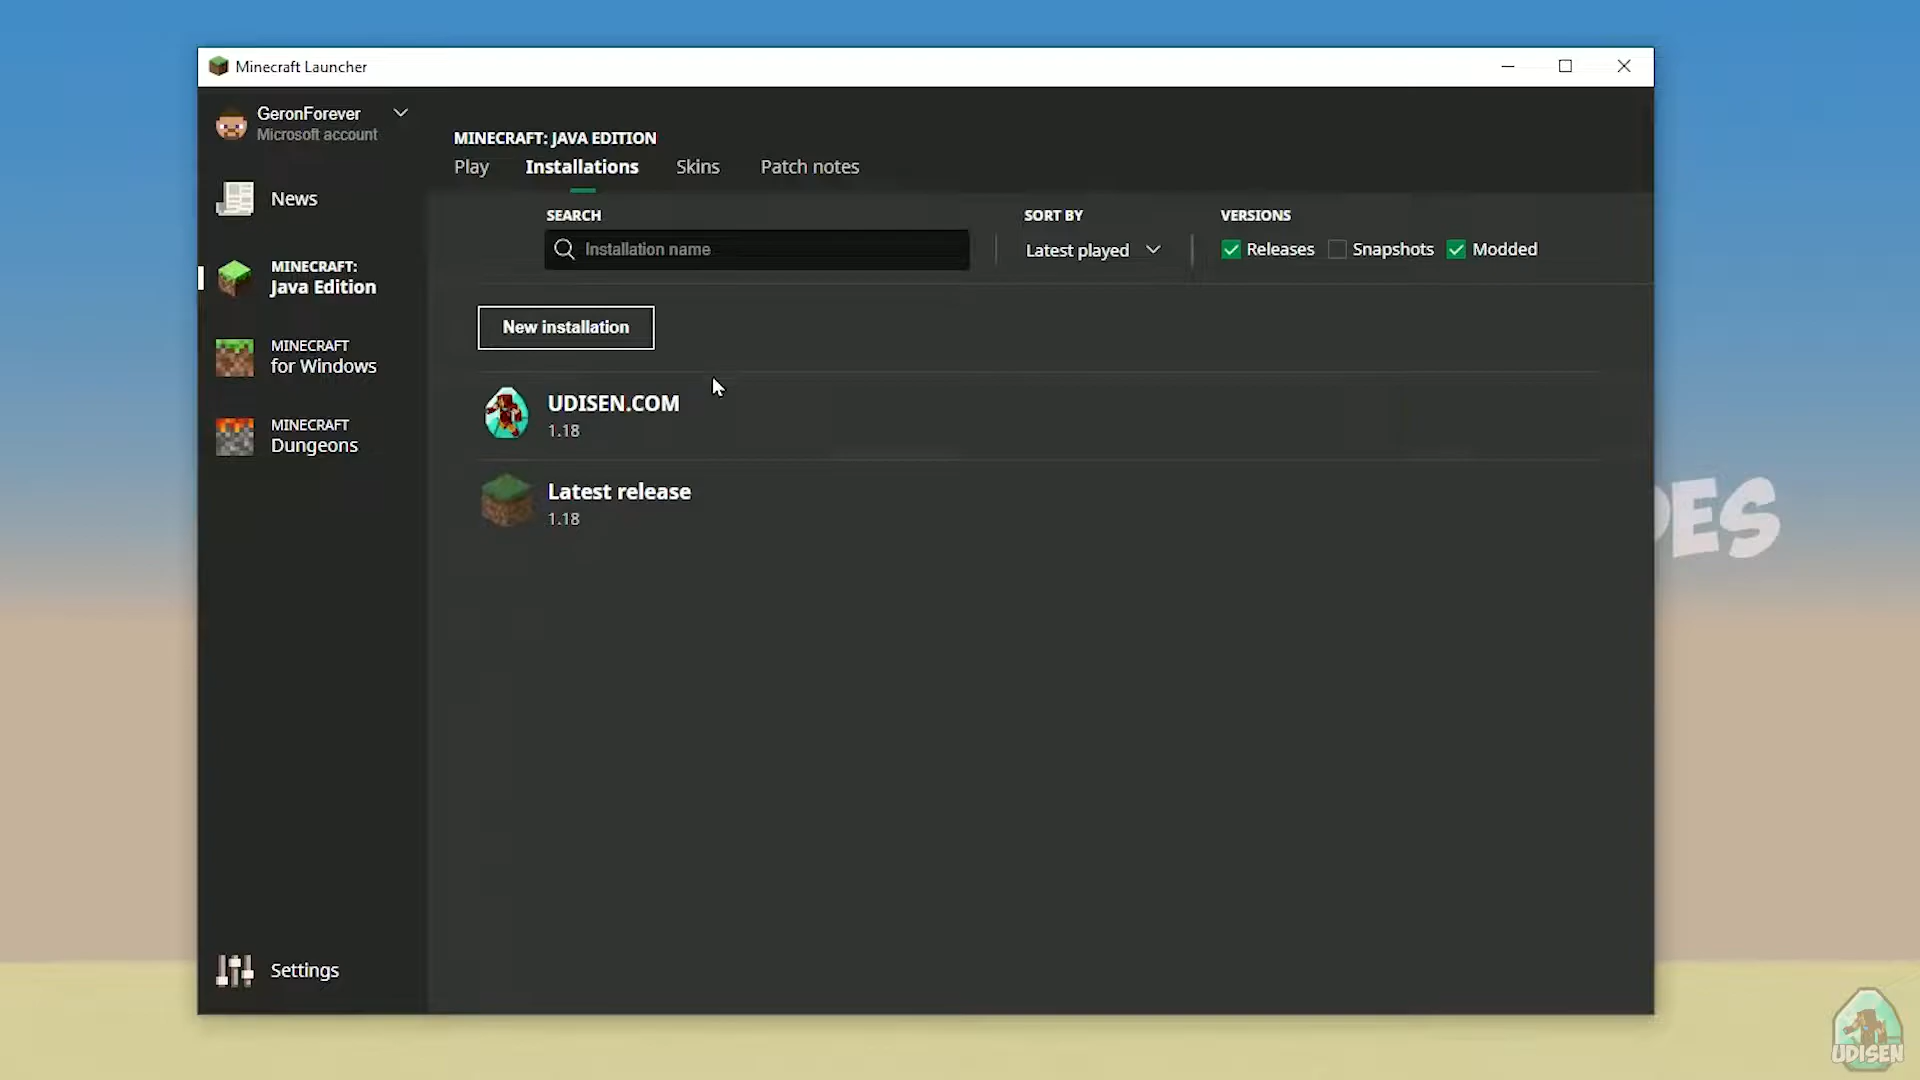 Minecraft Launcher
GeronForever
Microsoft account
MINECRAFT: JAVA EDITION
Play Installations Skins Patch notes
News
SEARCH SORT BY VERSIONS
Installation name Latest played Releases Snapshots Modded
MINECRAFT:
Java Edition
New installation
MINECRAFT
for Windows
UDISEN.COM
1.18
MINECRAFT
Dungeons
Latest release
1.18
Settings
UDISEN